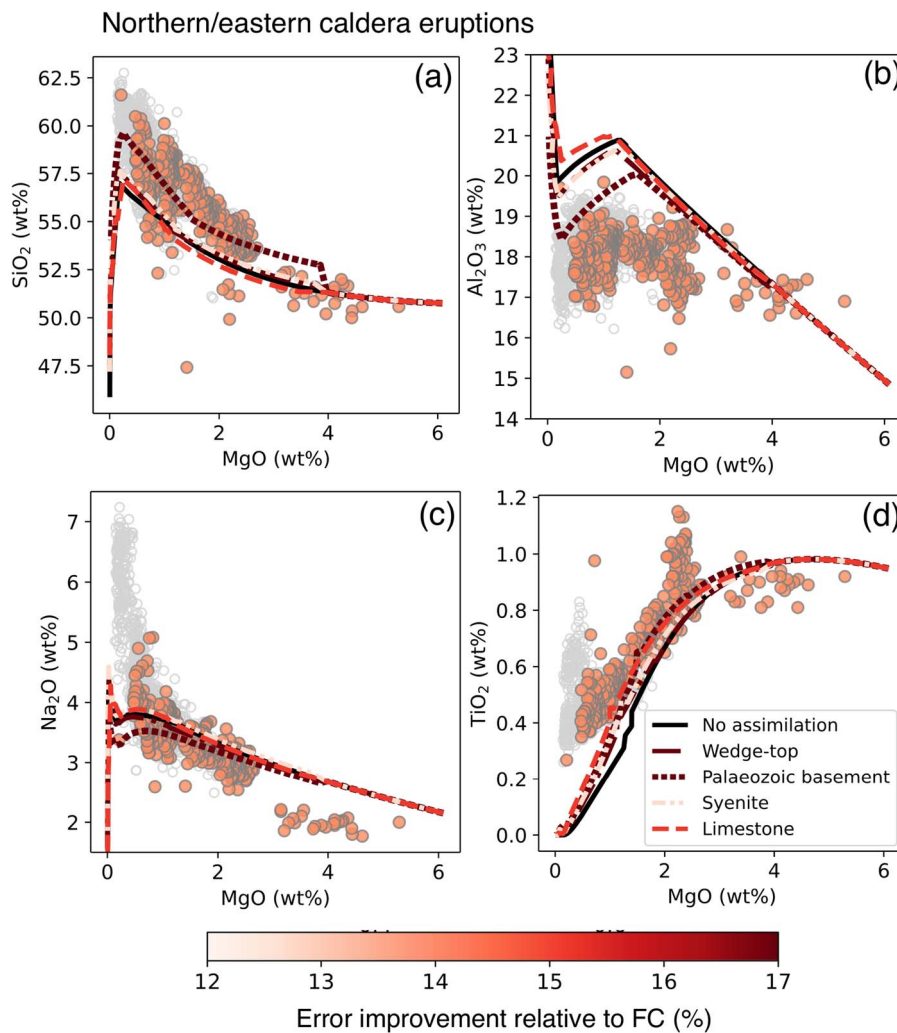 Northern/eastern caldera eruptions
(a)
SiO2 (wt%)
62.5
60.0
57.5
55.0
52.5
50.0
47.5
0 2 4 6
MgO (wt%)
(b)
Al2O3 (wt%)
23
22
21
20
19
18
17
16
15
14
0 2 4 6
MgO (wt%)
(c)
Na2O (wt%)
7
6
5
4
3
2
0 2 4 6
MgO (wt%)
(d)
TiO2 (wt%)
1.2
1.0
0.8
0.6
0.4
0.2
0.0
No assimilation
Wedge-top
Palaeozoic basement
Syenite
Limestone
0 2 4 6
MgO (wt%)
12 13 14 15 16 17
Error improvement relative to FC (%)